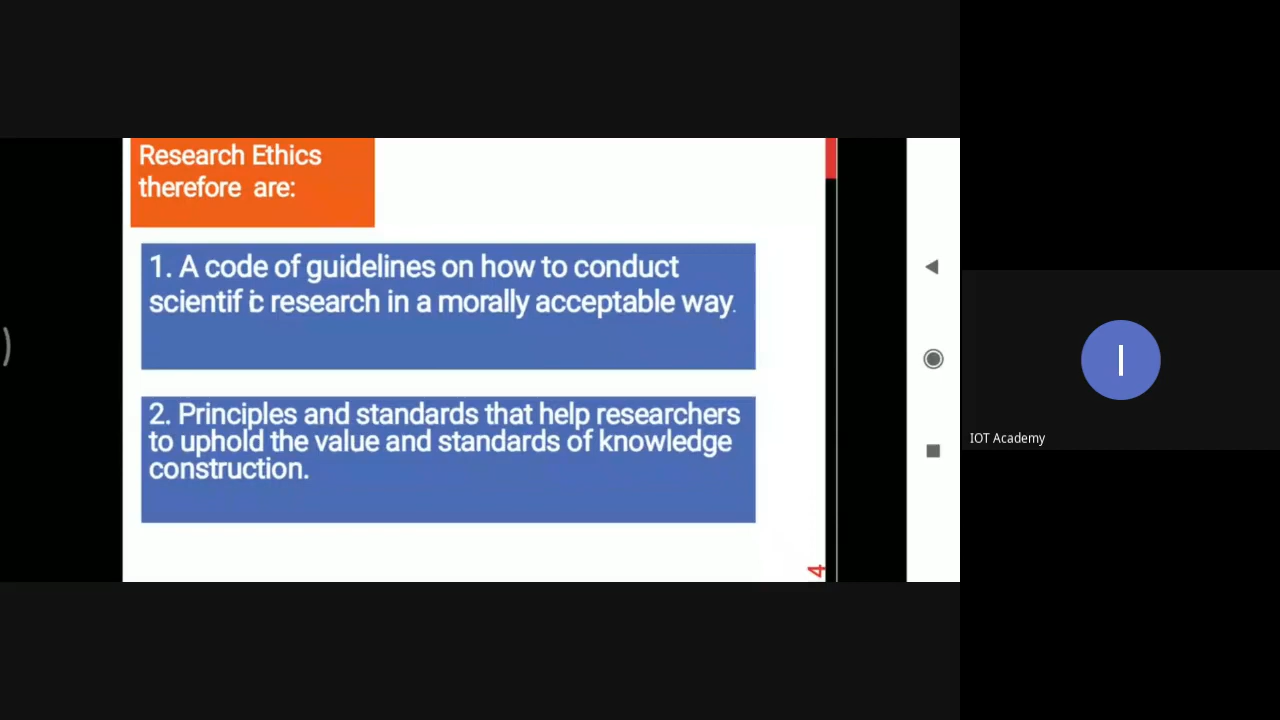 Research Ethics
therefore are:
1. A code of guidelines on how to conduct
scientific research in a morally acceptable way.
2. Principles and standards that help researchers
to uphold the value and standards of knowledge
construction.
4
I
IOT Academy